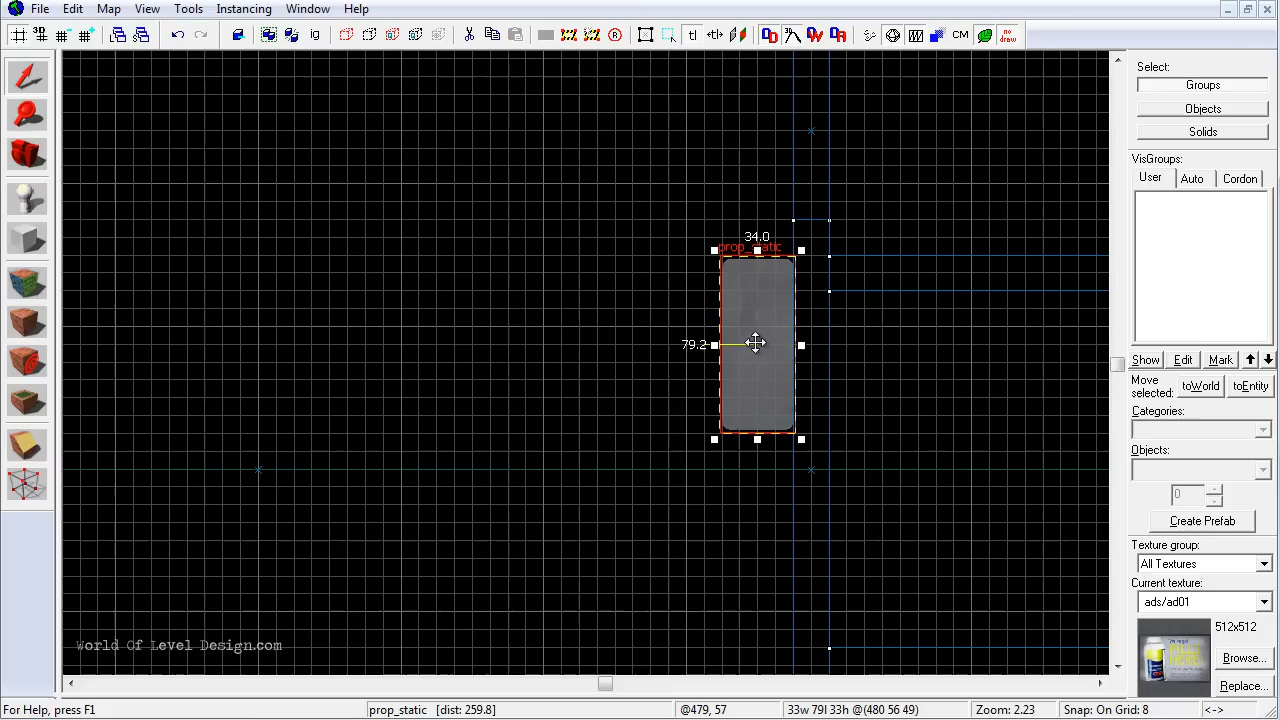 File Edit Map View Tools Instancing Window Help
3D ig tl CM no draw
Select:
Groups
Objects
Solids
VisGroups:
User Auto Cordon
Show Edit Mark
Move selected: toWorld toEntity
Categories:
Objects:
0
Create Prefab
Texture group:
All Textures
Current texture:
ads/ad01
512x512
Browse...
Replace...
34.0
prop_static
79.2
World Of Level Design.com
For Help, press F1 prop_static [dist: 259.8] @479, 57 33w 79l 33h @(480 56 49) Zoom: 2.23 Snap: On Grid: 8 <->